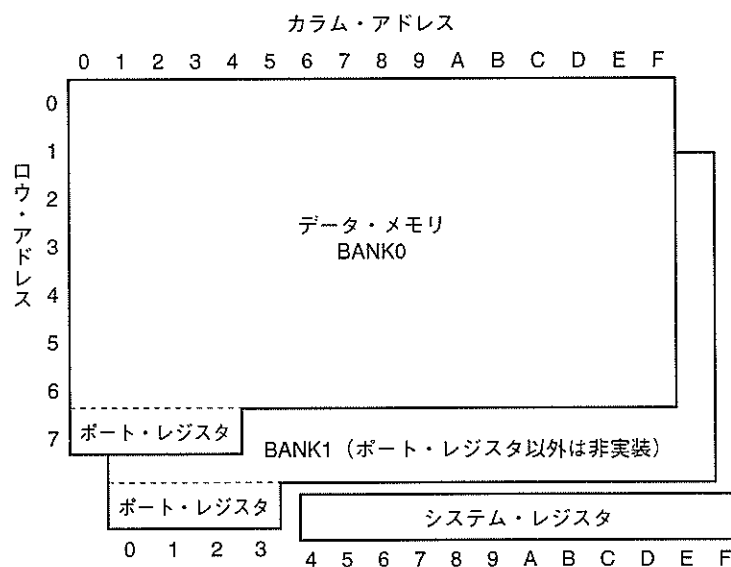 カラム・アドレス
0 1 2 3 4 5 6 7 8 9 A B C D E F
ロウ・アドレス
0
1
2
3
4
5
6
7
データ・メモリ
BANK0
ポート・レジスタ
BANK1（ポート・レジスタ以外は非実装）
ポート・レジスタ
システム・レジスタ
0 1 2 3 4 5 6 7 8 9 A B C D E F